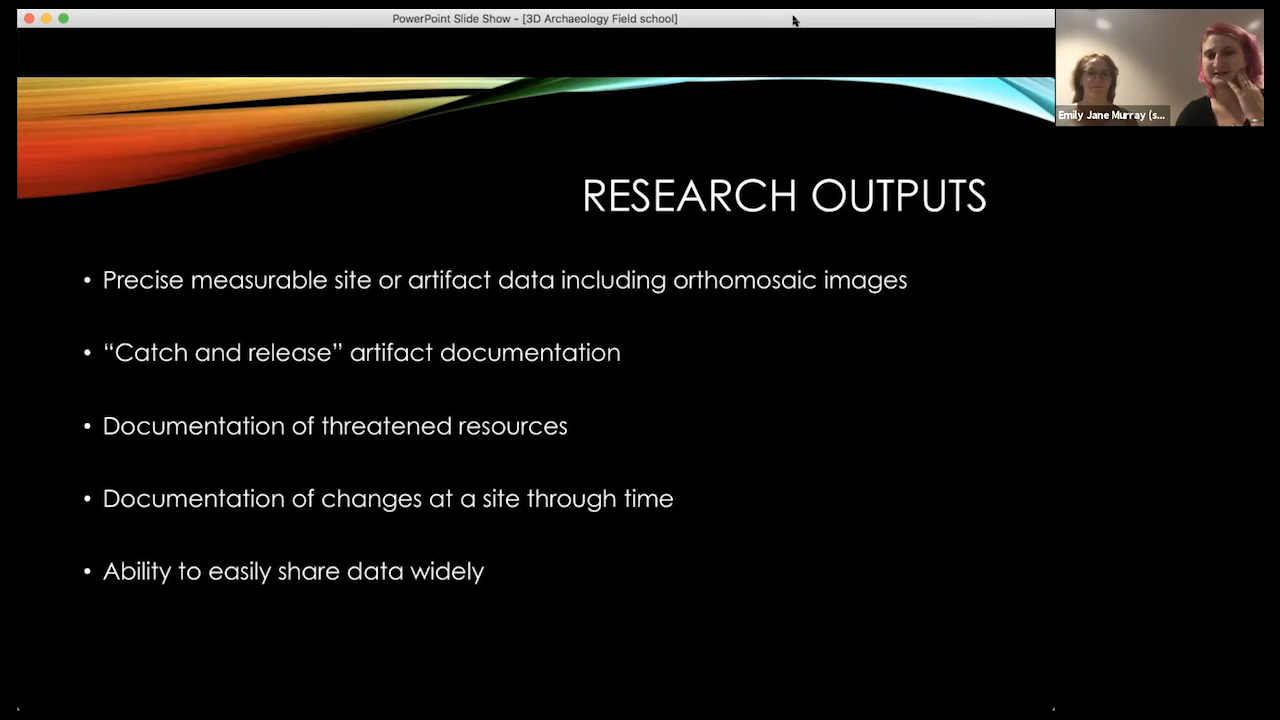 PowerPoint Slide Show - [3D Archaeology Field school]
Emily Jane Murray (s...
RESEARCH OUTPUTS
• Precise measurable site or artifact data including orthomosaic images
• “Catch and release” artifact documentation
• Documentation of threatened resources
• Documentation of changes at a site through time
• Ability to easily share data widely